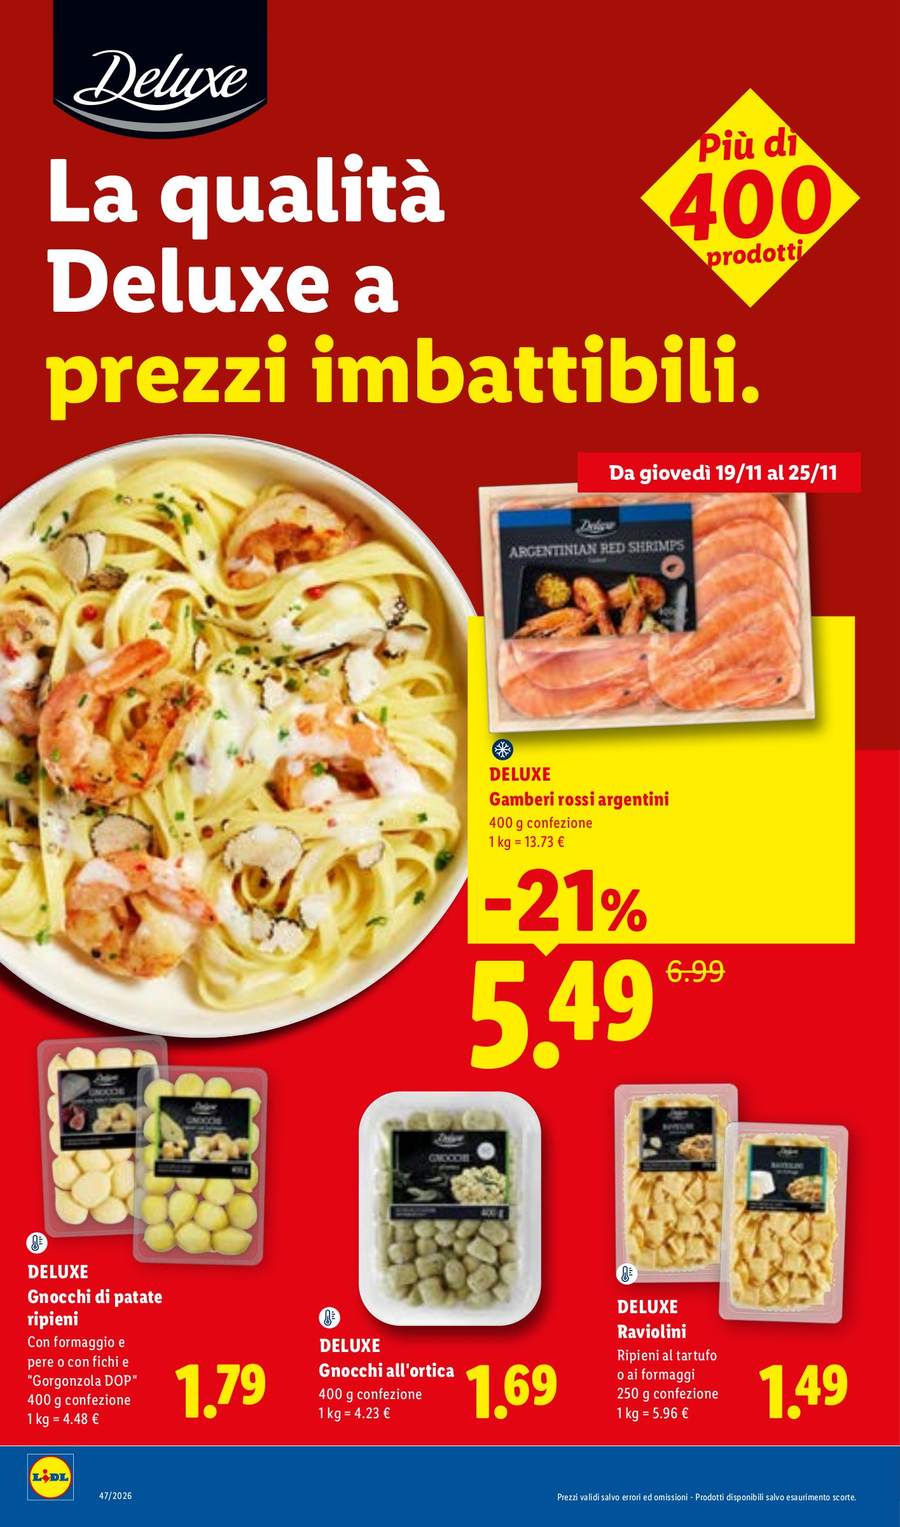 Deluxe
La qualità
Deluxe a
prezzi imbattibili.
Più di
400
prodotti
Da giovedì 19/11 al 25/11
Deluxe
ARGENTINIAN RED SHRIMPS
DELUXE
Gamberi rossi argentini
400 g confezione
1 kg = 13.73 €
-21%
5.49
6.99
Deluxe
GNOCCHI
Deluxe
GNOCCHI
400 g
DELUXE
Gnocchi di patate
ripieni
Con formaggio e
pere o con fichi e
"Gorgonzola DOP"
400 g confezione
1 kg = 4.48 €
1.79
Deluxe
GNOCCHI
400 g
DELUXE
Gnocchi all'ortica
400 g confezione
1 kg = 4.23 €
1.69
Deluxe
RAVIOLINI
Deluxe
RAVIOLINI
DELUXE
Raviolini
Ripieni al tartufo
o ai formaggi
250 g confezione
1 kg = 5.96 €
1.49
LIDL
47/2026
Prezzi validi salvo errori ed omissioni - Prodotti disponibili salvo esaurimento scorte.